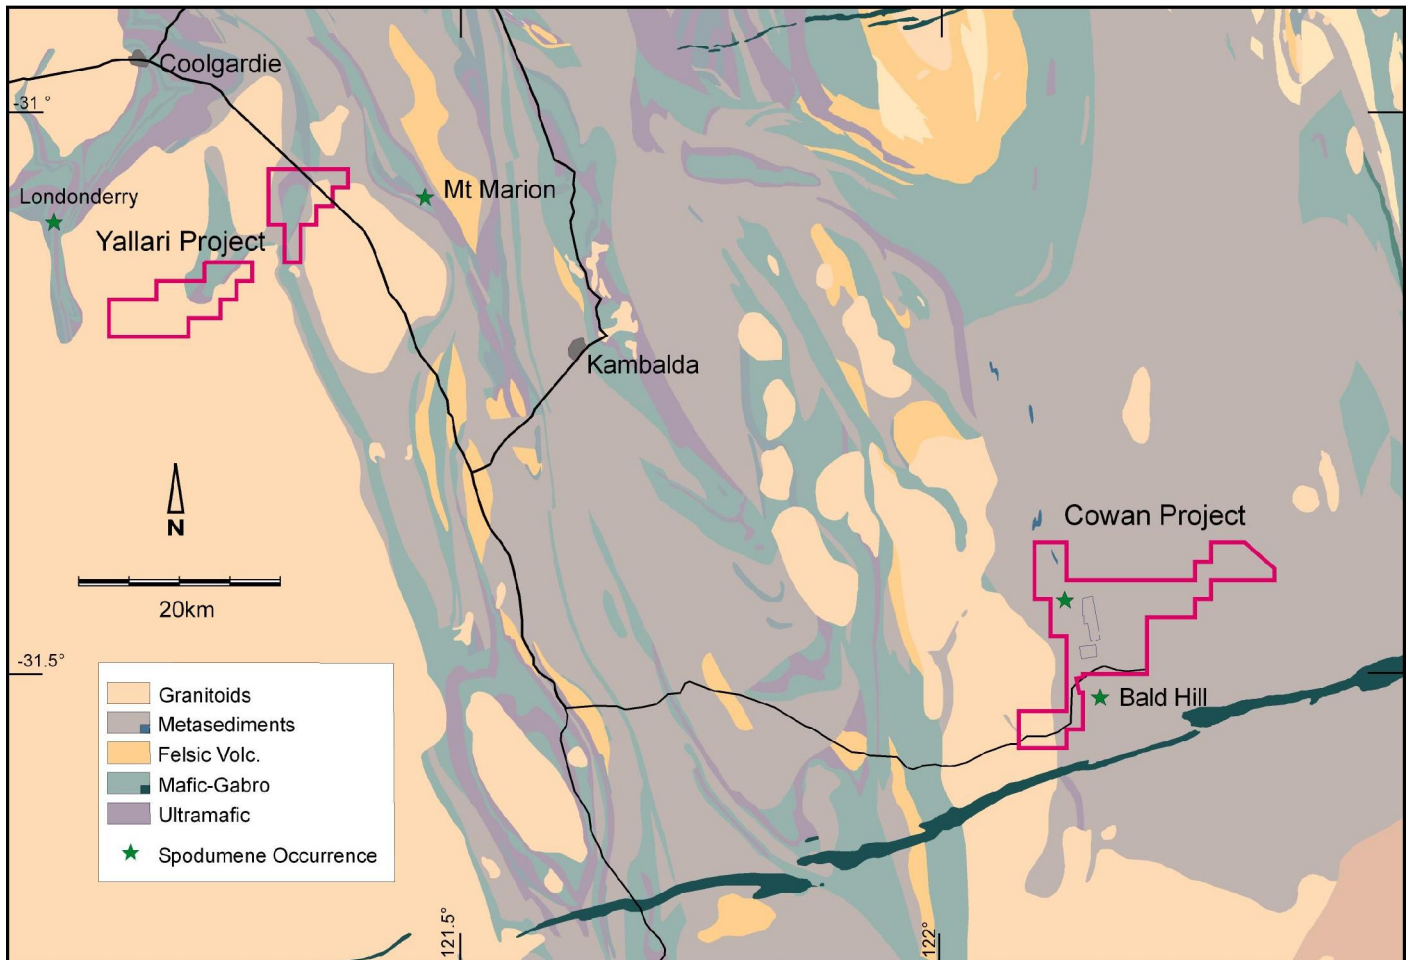 Coolgardie
-31°
Londonderry
Mt Marion
Yallari Project
Kambalda
N
Cowan Project
20km
-31.5°
Granitoids
Metasediments
Felsic Volc.
Mafic-Gabro
Ultramafic
Spodumene Occurrence
Bald Hill
121.5°
122°